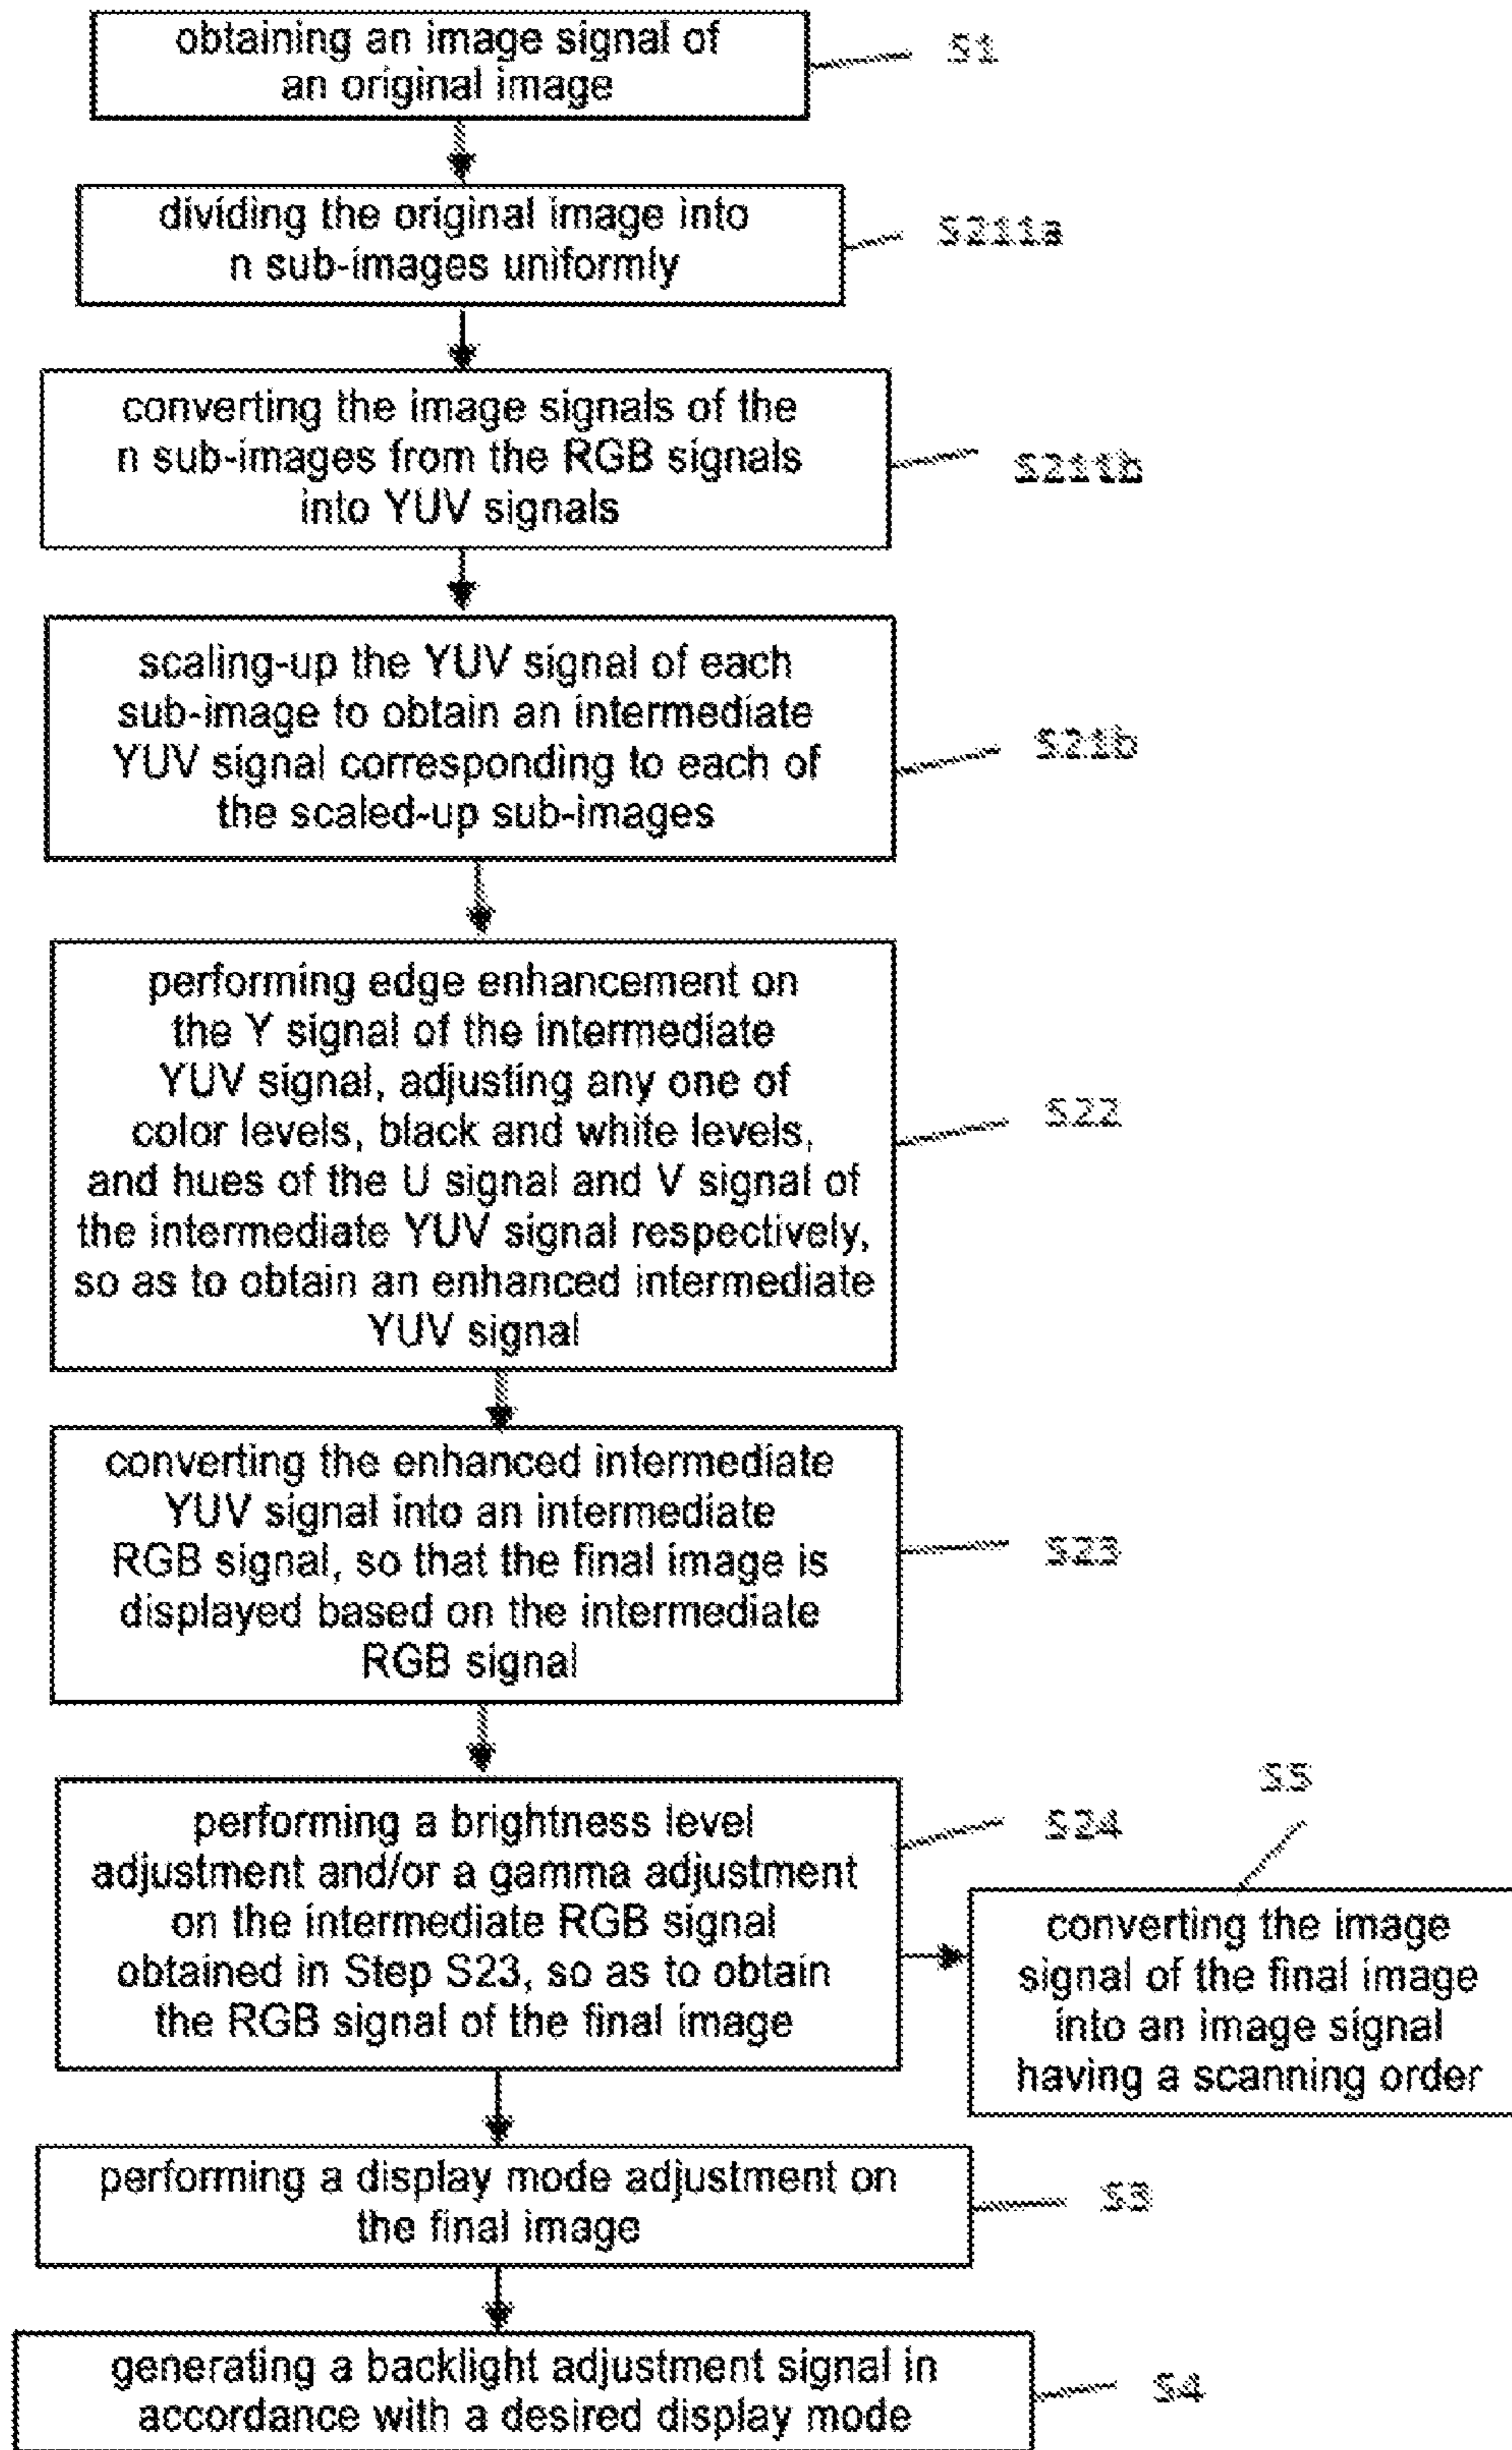 obtaining an image signal of
an original image
S1
dividing the original image into
n sub-images uniformly
S211a
converting the image signals of the
n sub-images from the RGB signals
into YUV signals
S211b
scaling-up the YUV signal of each
sub-image to obtain an intermediate
YUV signal corresponding to each of
the scaled-up sub-images
S21b
performing edge enhancement on
the Y signal of the intermediate
YUV signal, adjusting any one of
color levels, black and white levels,
and hues of the U signal and V signal of
the intermediate YUV signal respectively,
so as to obtain an enhanced intermediate
YUV signal
S22
converting the enhanced intermediate
YUV signal into an intermediate
RGB signal, so that the final image is
displayed based on the intermediate
RGB signal
S23
performing a brightness level
adjustment and/or a gamma adjustment
on the intermediate RGB signal
obtained in Step S23, so as to obtain
the RGB signal of the final image
S24
S5
converting the image
signal of the final image
into an image signal
having a scanning order
performing a display mode adjustment on
the final image
S3
generating a backlight adjustment signal in
accordance with a desired display mode
S4